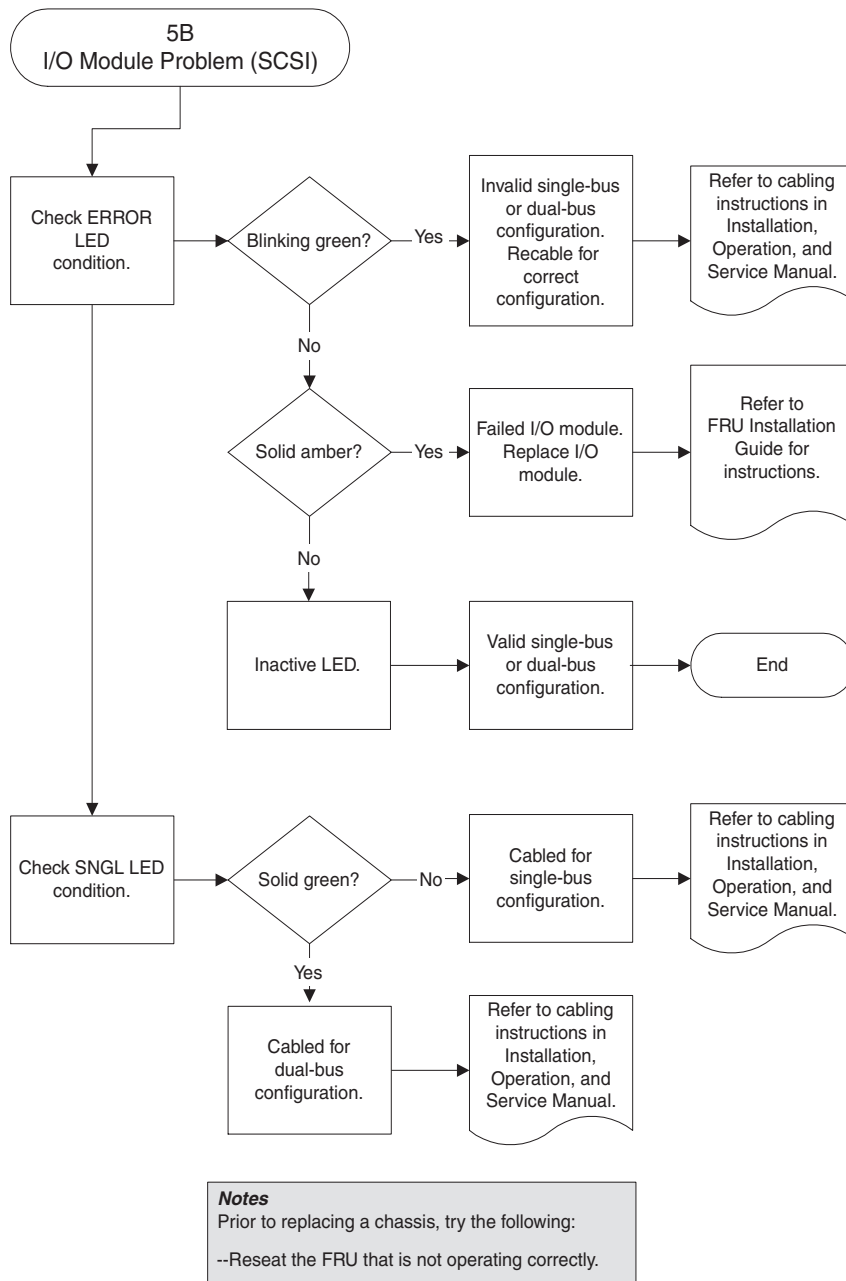 5B
I/O Module Problem (SCSI)
Check ERROR
LED
condition.
Blinking green?
Yes
Invalid single-bus
or dual-bus
configuration.
Recable for
correct
configuration.
Refer to cabling
instructions in
Installation,
Operation, and
Service Manual.
No
Solid amber?
Yes
Failed I/O module.
Replace I/O
module.
Refer to
FRU Installation
Guide for
instructions.
No
Inactive LED.
Valid single-bus
or dual-bus
configuration.
End
Check SNGL LED
condition.
Solid green?
No
Cabled for
single-bus
configuration.
Refer to cabling
instructions in
Installation,
Operation, and
Service Manual.
Yes
Cabled for
dual-bus
configuration.
Refer to cabling
instructions in
Installation,
Operation, and
Service Manual.
Notes
Prior to replacing a chassis, try the following:
--Reseat the FRU that is not operating correctly.